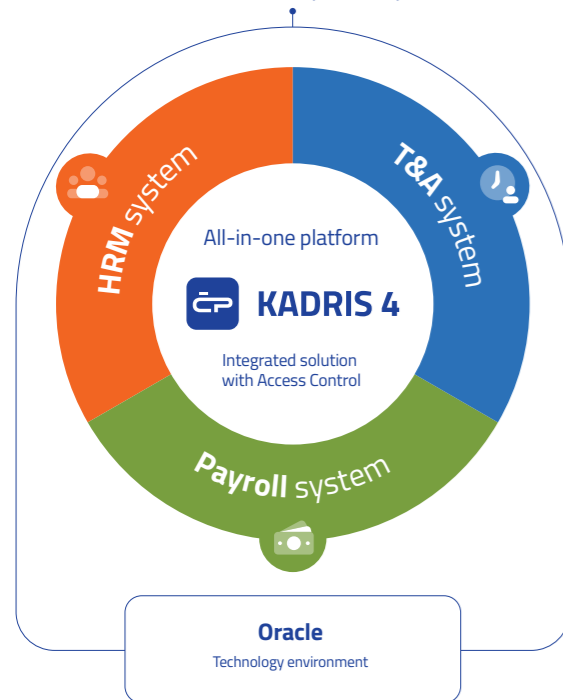 HRM system
T&A system
All-in-one platform
KADRIS 4
Integrated solution
with Access Control
Payroll system
Oracle
Technology environment